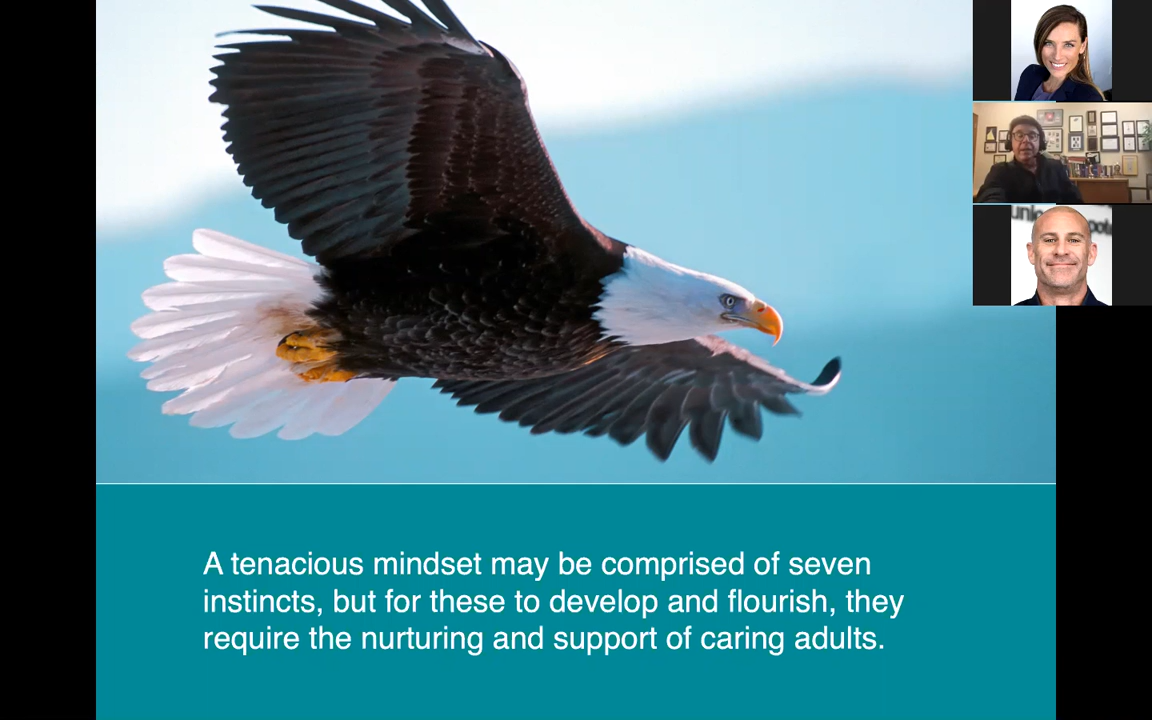 A tenacious mindset may be comprised of seven
instincts, but for these to develop and flourish, they
require the nurturing and support of caring adults.